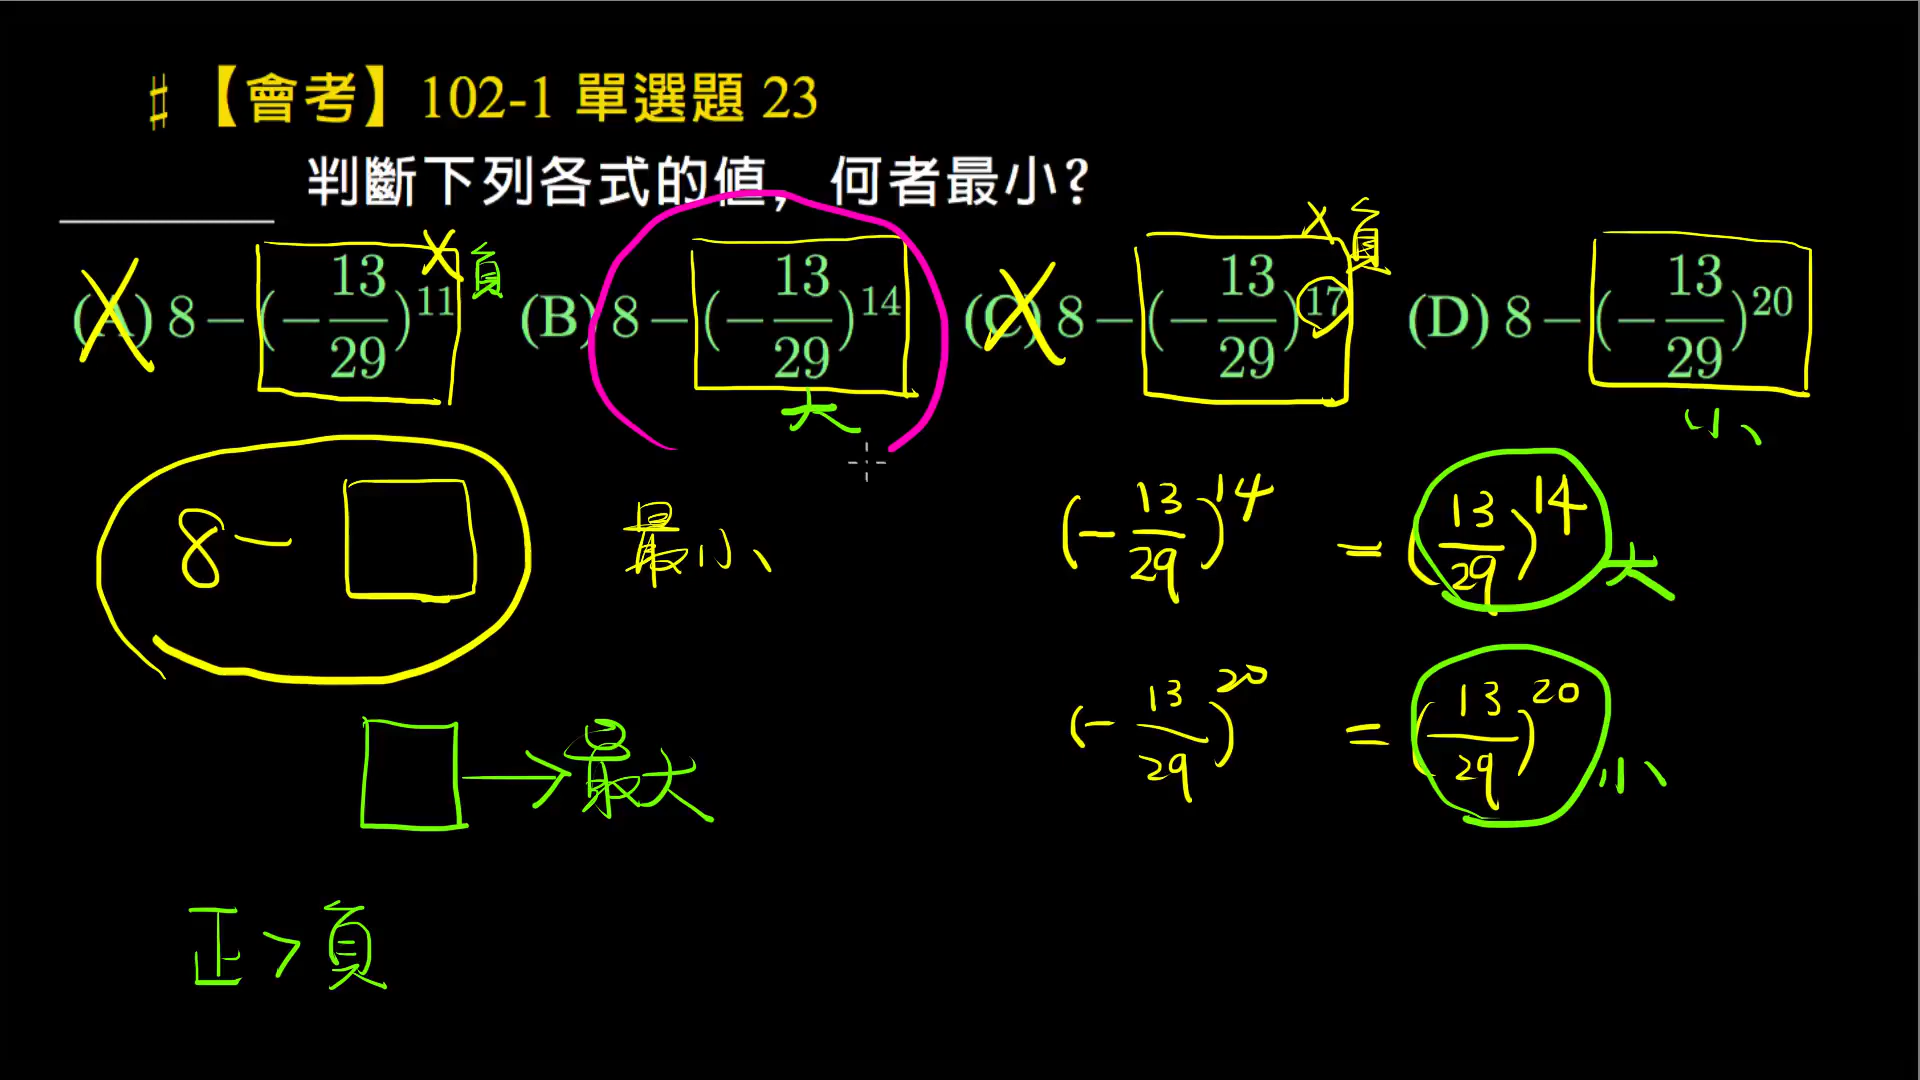 ♯【會考】102-1 單選題 23
判斷下列各式的值，何者最小?
(A) 8 − (−13/29)^11 X 負 (B) 8 − (−13/29)^14 (C) 8 − (−13/29)^17 X 負 (D) 8 − (−13/29)^20
大 小
8 − □ 最小
(−13/29)^14 = (13/29)^14 大
(−13/29)^20 = (13/29)^20 小
□ → 最大
正 > 負